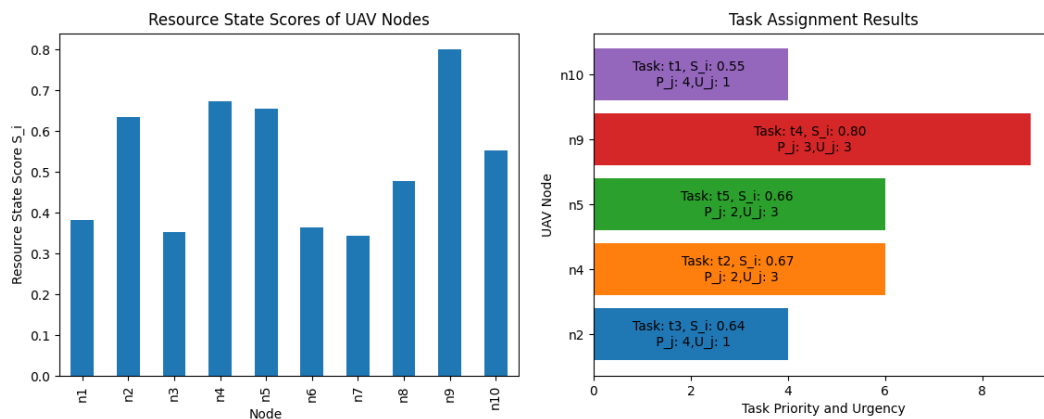 Resource State Scores of UAV Nodes
Resource State Score S_i
0.8
0.7
0.6
0.5
0.4
0.3
0.2
0.1
0.0
n1
n2
n3
n4
n5
n6
n7
n8
n9
n10
Node
Task Assignment Results
UAV Node
n10
Task: t1, S_i: 0.55
P_j: 4,U_j: 1
n9
Task: t4, S_i: 0.80
P_j: 3,U_j: 3
n5
Task: t5, S_i: 0.66
P_j: 2,U_j: 3
n4
Task: t2, S_i: 0.67
P_j: 2,U_j: 3
n2
Task: t3, S_i: 0.64
P_j: 4,U_j: 1
0
2
4
6
8
Task Priority and Urgency